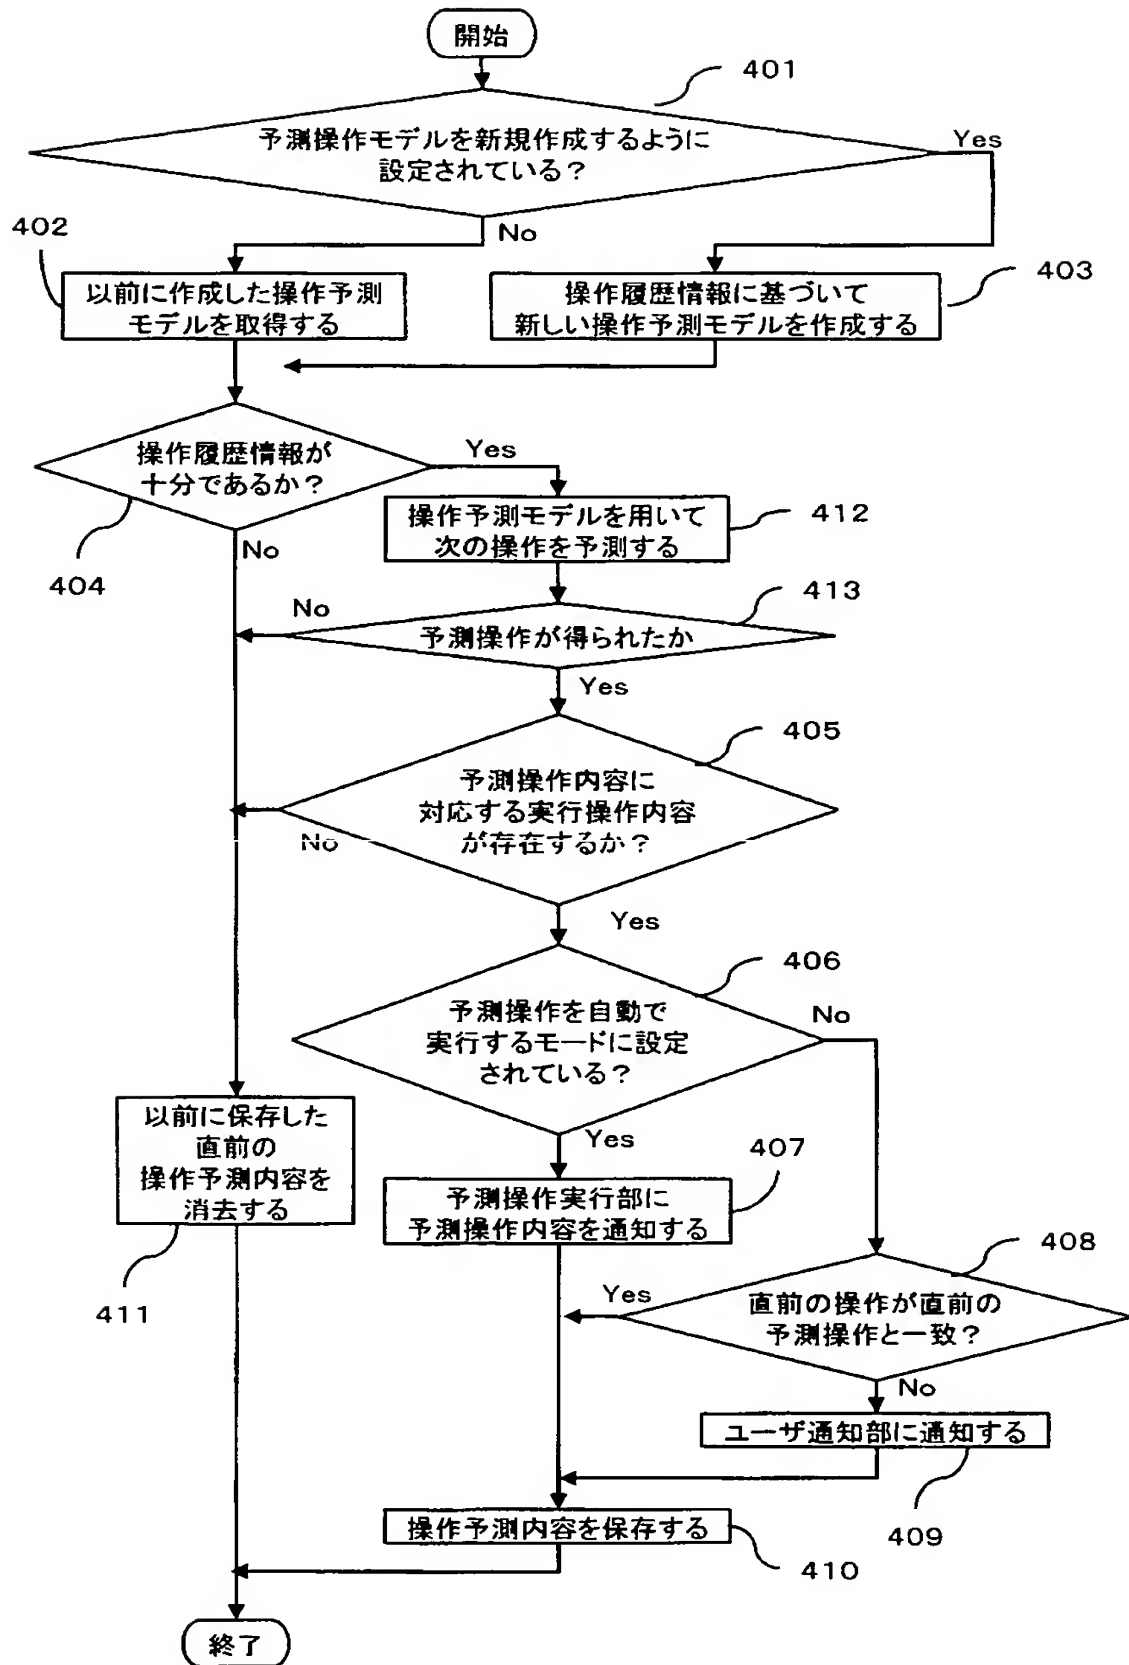 開始
401
予測操作モデルを新規作成するように
設定されている？
Yes
No
402
以前に作成した操作予測
モデルを取得する
403
操作履歴情報に基づいて
新しい操作予測モデルを作成する
操作履歴情報が
十分であるか？
Yes
No
404
操作予測モデルを用いて
次の操作を予測する
412
413
No
予測操作が得られたか
Yes
405
予測操作内容に
対応する実行操作内容
が存在するか？
No
Yes
406
予測操作を自動で
実行するモードに設定
されている？
No
Yes
以前に保存した
直前の
操作予測内容を
消去する
411
407
予測操作実行部に
予測操作内容を通知する
408
Yes
直前の操作が直前の
予測操作と一致？
No
ユーザ通知部に通知する
409
操作予測内容を保存する
410
終了